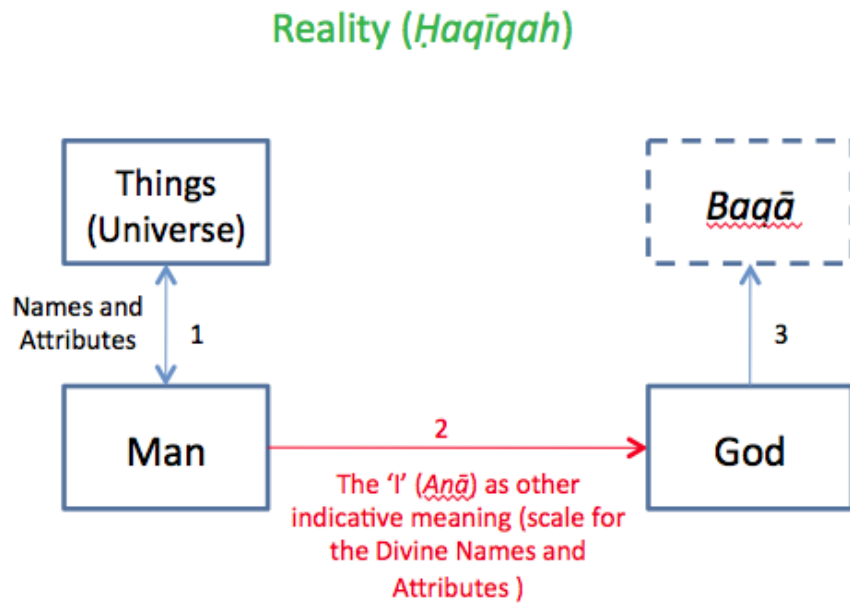 Reality (Ḥaqīqah)
Things
(Universe)
Baqā
Names and
Attributes
1
3
Man
2
God
The ‘I’ (Anā) as other
indicative meaning (scale for
the Divine Names and
Attributes )